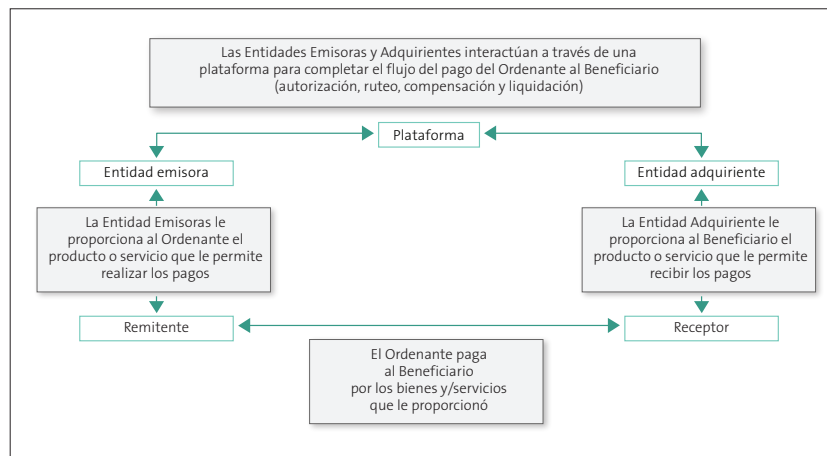 Las Entidades Emisoras y Adquirientes interactúan a través de una
plataforma para completar el flujo del pago del Ordenante al Beneficiario
(autorización, ruteo, compensación y liquidación)
Plataforma
Entidad emisora
Entidad adquiriente
La Entidad Emisoras le
proporciona al Ordenante el
producto o servicio que le permite
realizar los pagos
La Entidad Adquiriente le
proporciona al Beneficiario el
producto o servicio que le permite
recibir los pagos
Remitente
Receptor
El Ordenante paga
al Beneficiario
por los bienes y/servicios
que le proporcionó